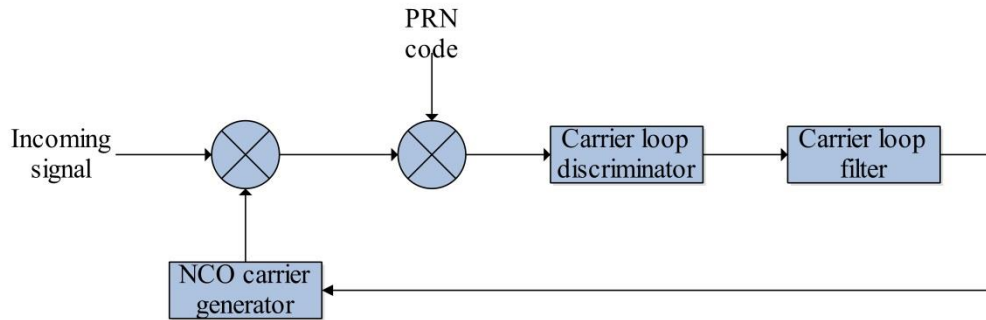 PRN
code
Incoming
signal
Carrier loop
discriminator
Carrier loop
filter
NCO carrier
generator